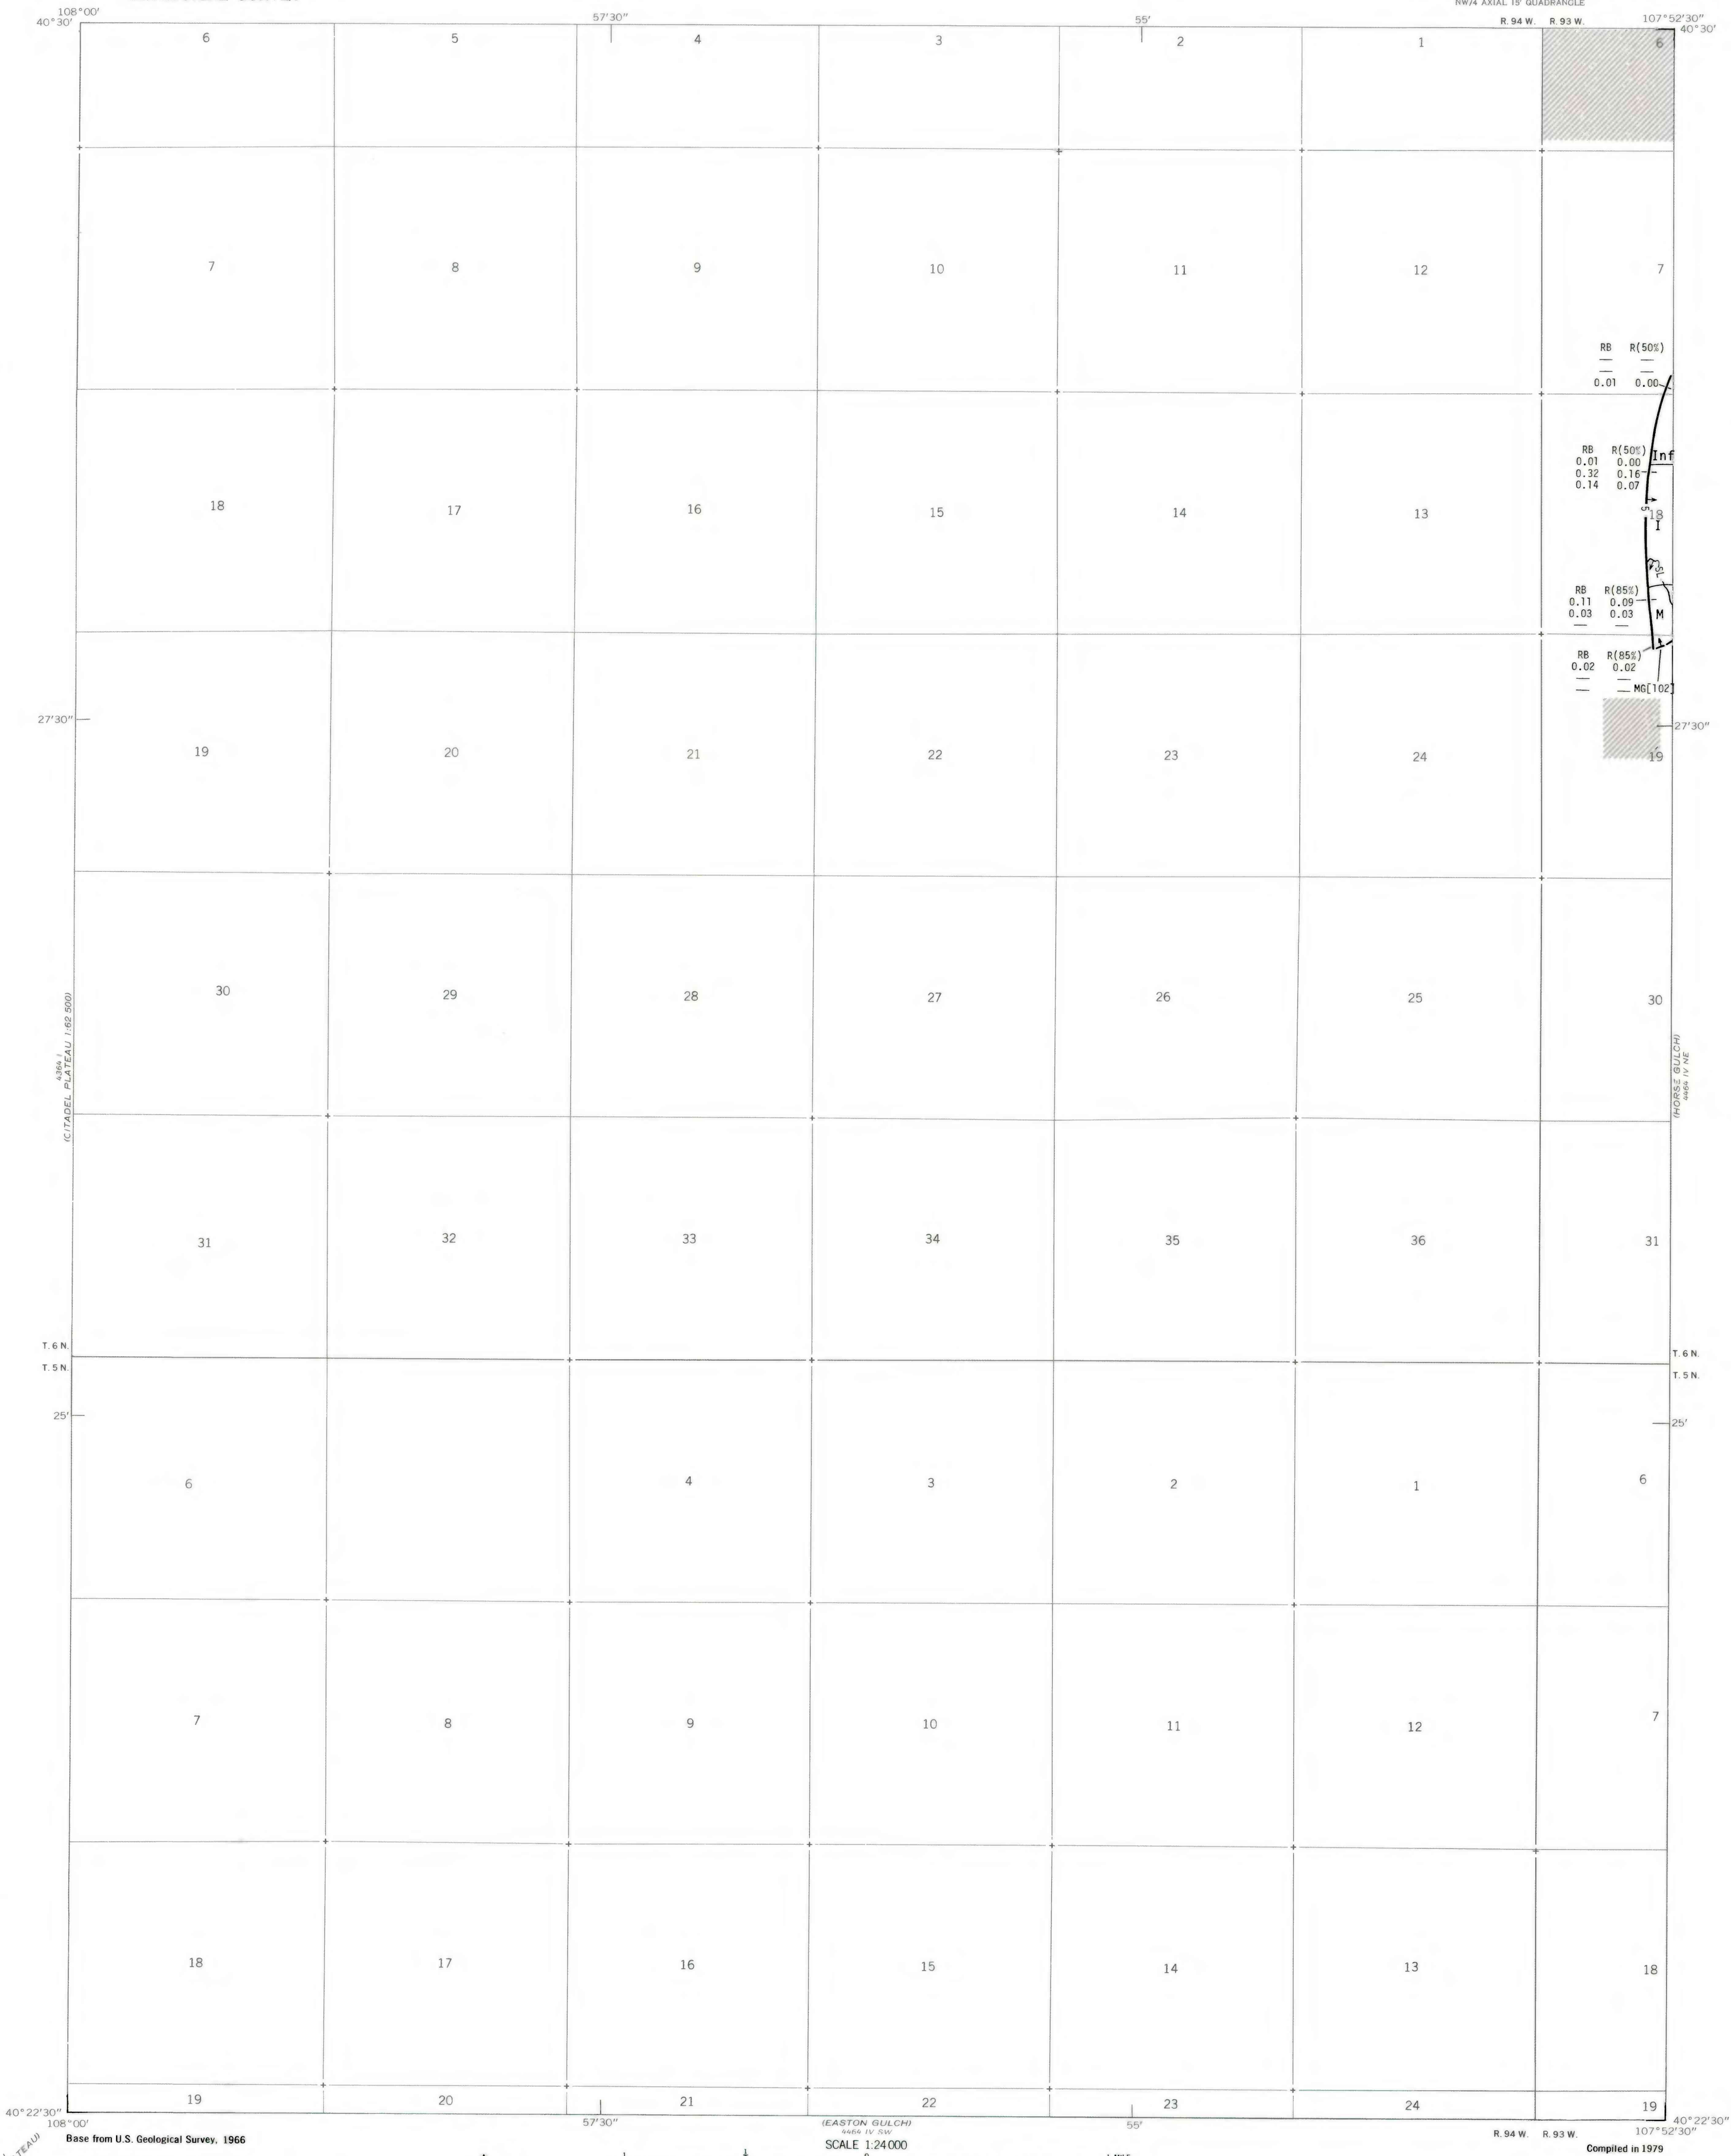 NW/4 AXIAL 15' QUADRANGLE
108°00' 57'30" 55' R. 94 W. R. 93 W. 107°52'30"
40°30' 40°30'
6 5 4 3 2 1 6
7 8 9 10 11 12 7
RB R(50%)
— —
— —
0.01 0.00
RB R(50%) Inf
0.01 0.00
0.32 0.16
0.14 0.07
18 17 16 15 14 13 18
5
I
RB R(85%)
0.11 0.09
0.03 0.03 M
— —
RB R(85%)
0.02 0.02
— —
— — MG[102]
27'30" 27'30"
19 20 21 22 23 24 19
30 29 28 27 26 25 30
4364 I
(CITADEL PLATEAU 1:62 500)
(HORSE GULCH)
4464 IV NE
31 32 33 34 35 36 31
T. 6 N. T. 6 N.
T. 5 N. T. 5 N.
25' 25'
6 4 3 2 1 6
7 8 9 10 11 12 7
18 17 16 15 14 13 18
19 20 21 22 23 24 19
40°22'30" 40°22'30"
108°00' 57'30" (EASTON GULCH) 55' R. 94 W. R. 93 W. 107°52'30"
4464 IV SW
TEAU)
Base from U.S. Geological Survey, 1966
SCALE 1:24 000
Compiled in 1979